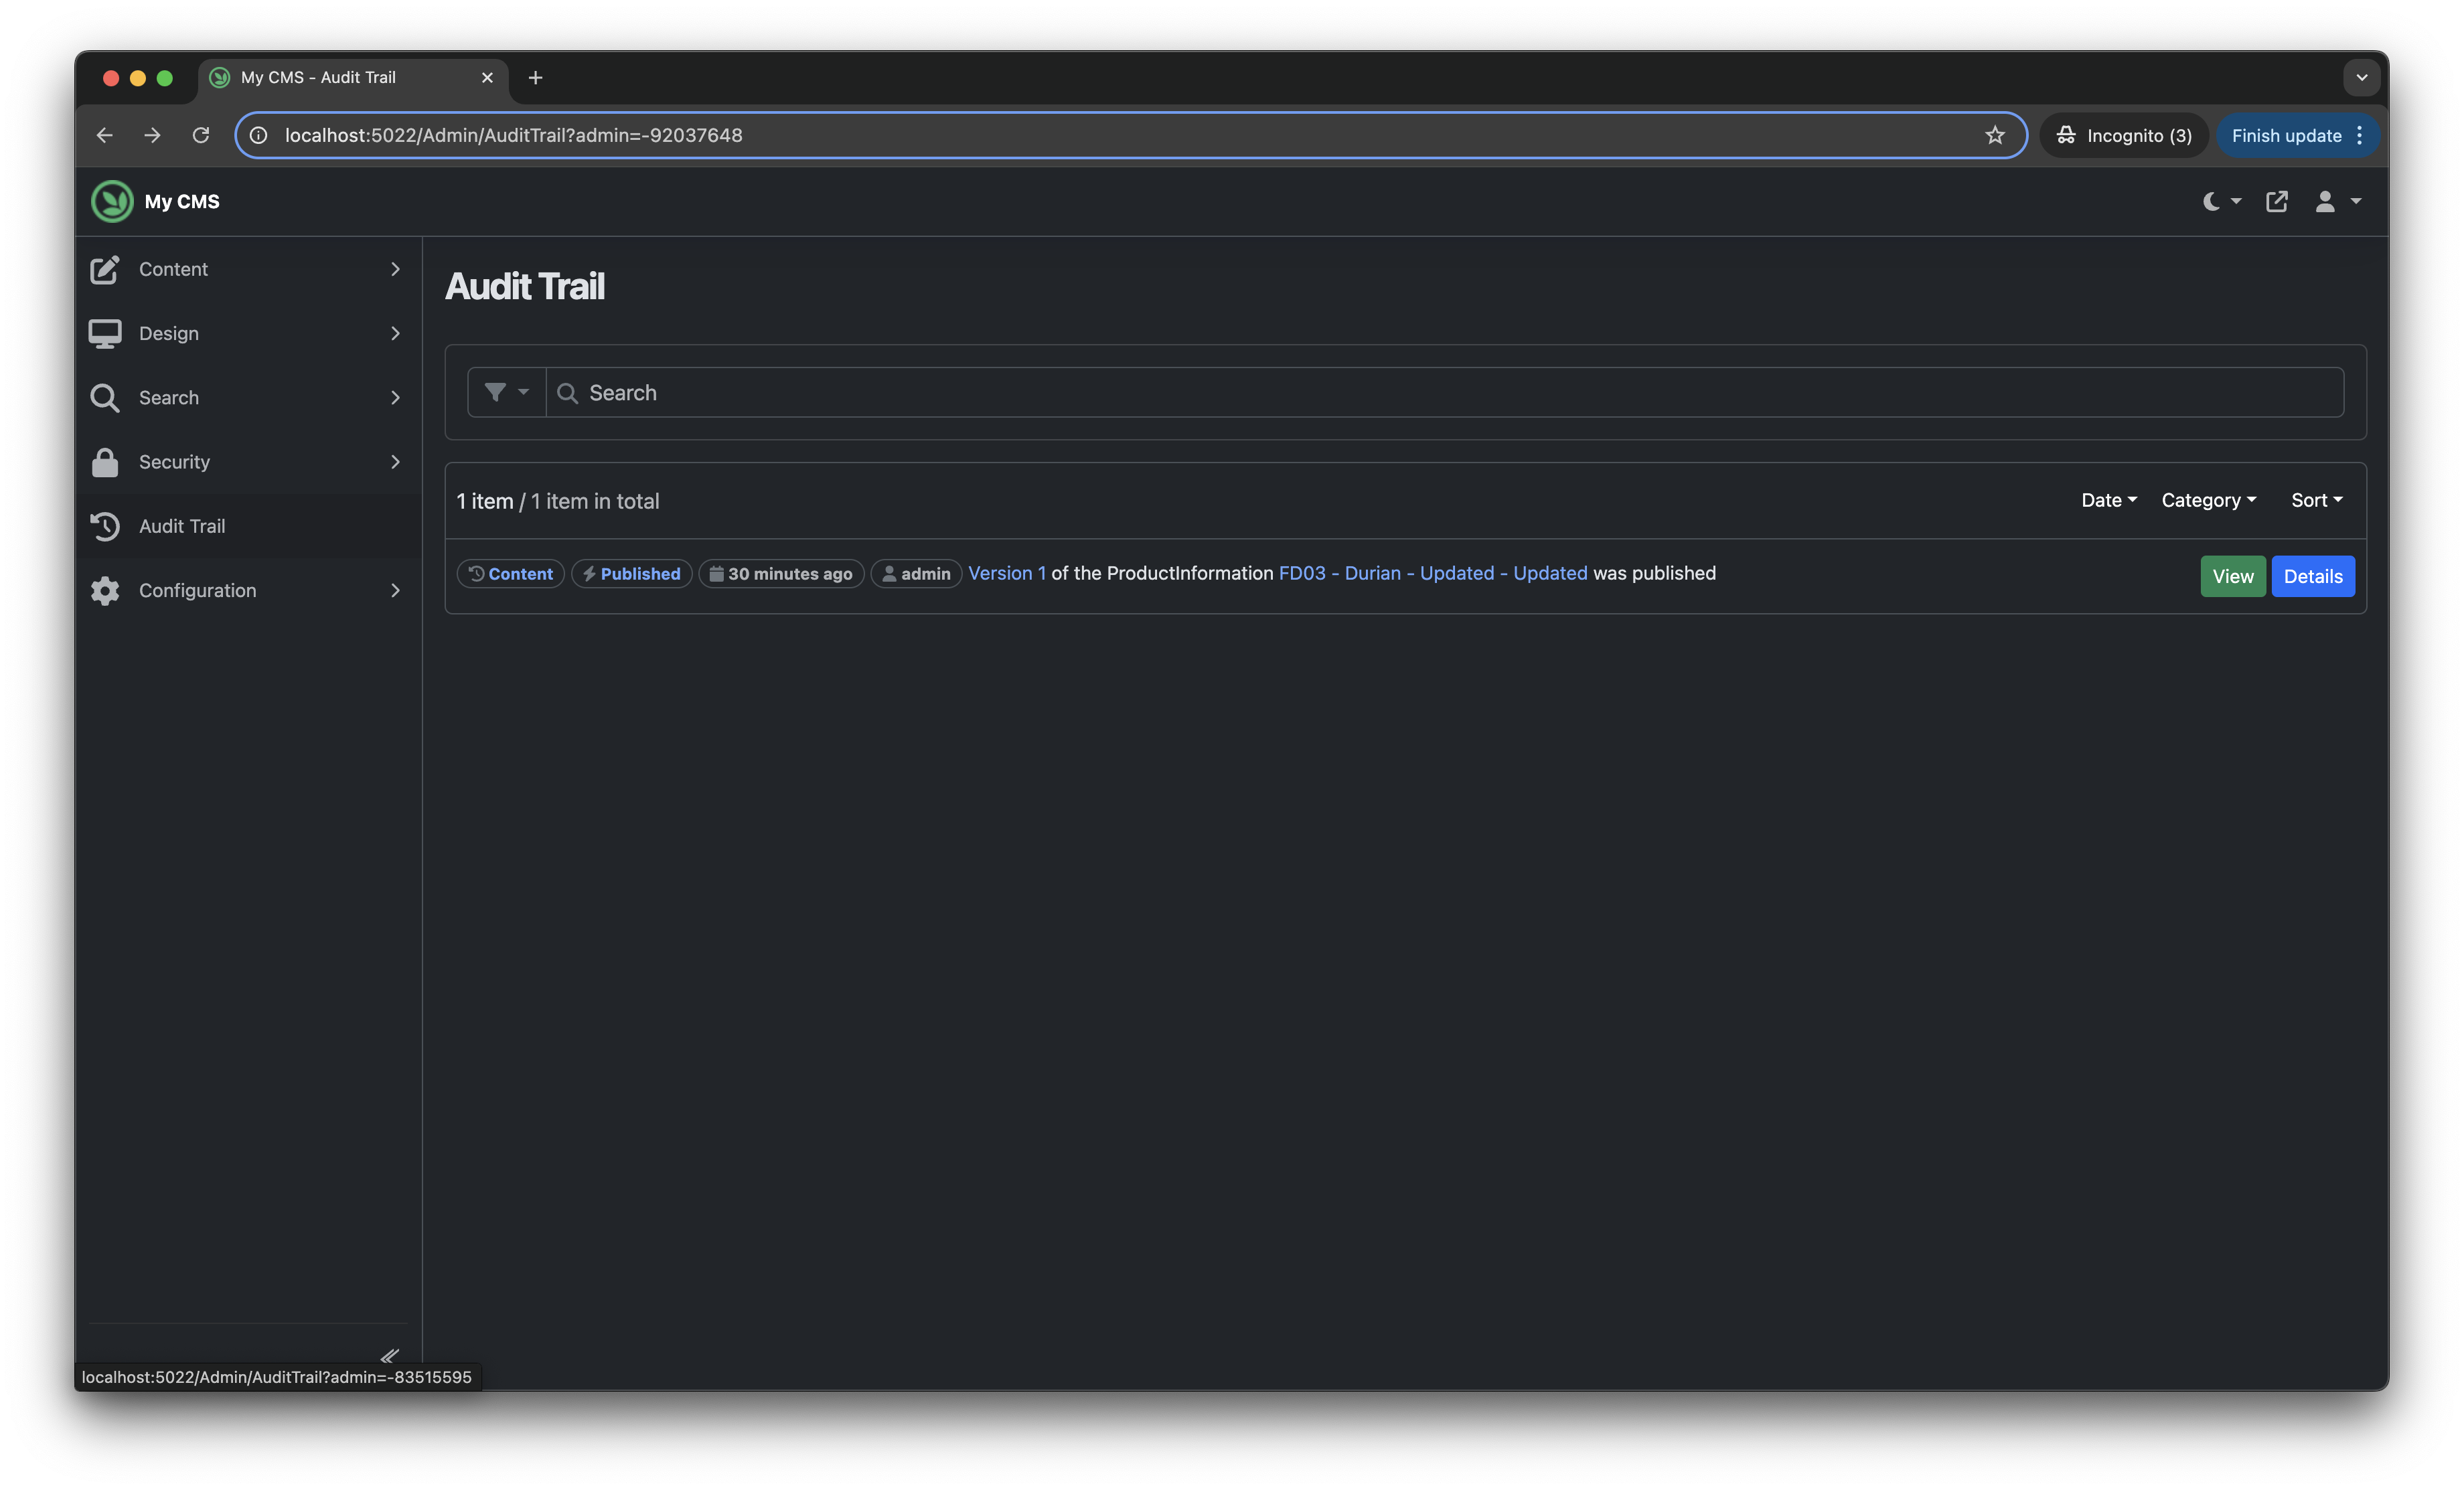 My CMS - Audit Trail
localhost:5022/Admin/AuditTrail?admin=-92037648
Incognito (3)
Finish update
My CMS
Content
Design
Search
Security
Audit Trail
Configuration
Audit Trail
Search
1 item / 1 item in total
Date
Category
Sort
Content Published 30 minutes ago admin Version 1 of the ProductInformation FD03 - Durian - Updated - Updated was published
View
Details
localhost:5022/Admin/AuditTrail?admin=-83515595